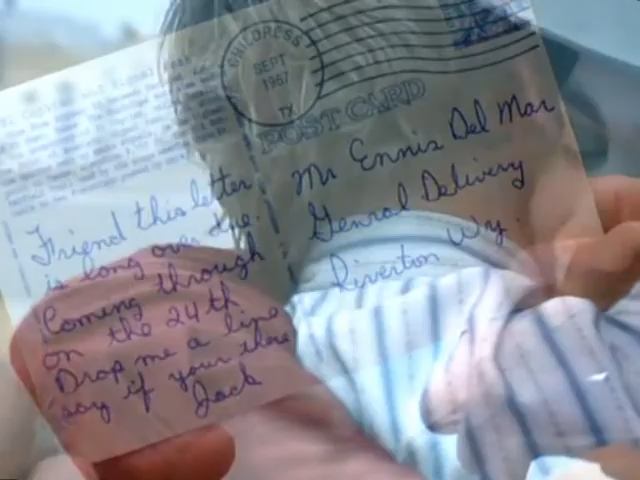 CHILDRESS
SEPT
1967
TX
POST CARD
Friend this letter
is long over due.
Coming through
on the 24th
Drop me a line
say if your there
Jack
Mr Ennis Del Mar
Genral Delivery
Riverton Wy.